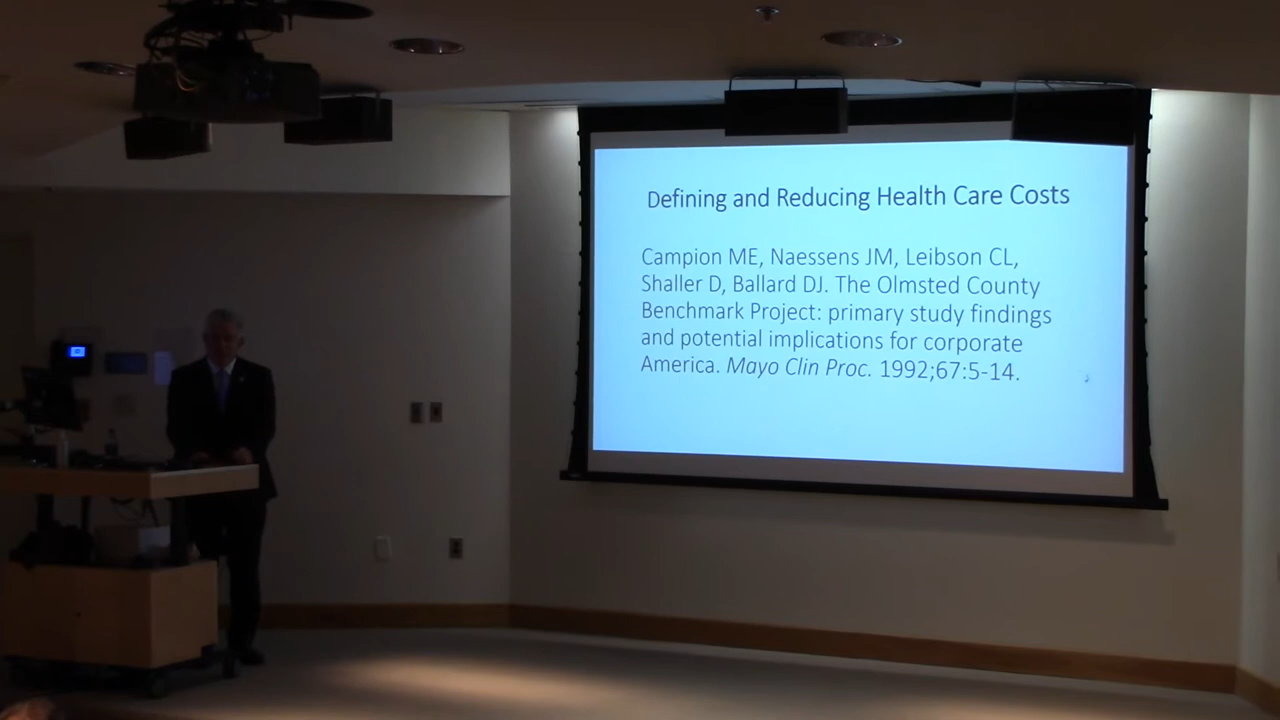 Defining and Reducing Health Care Costs
Campion ME, Naessens JM, Leibson CL,
Shaller D, Ballard DJ. The Olmsted County
Benchmark Project: primary study findings
and potential implications for corporate
America. Mayo Clin Proc. 1992;67:5-14.